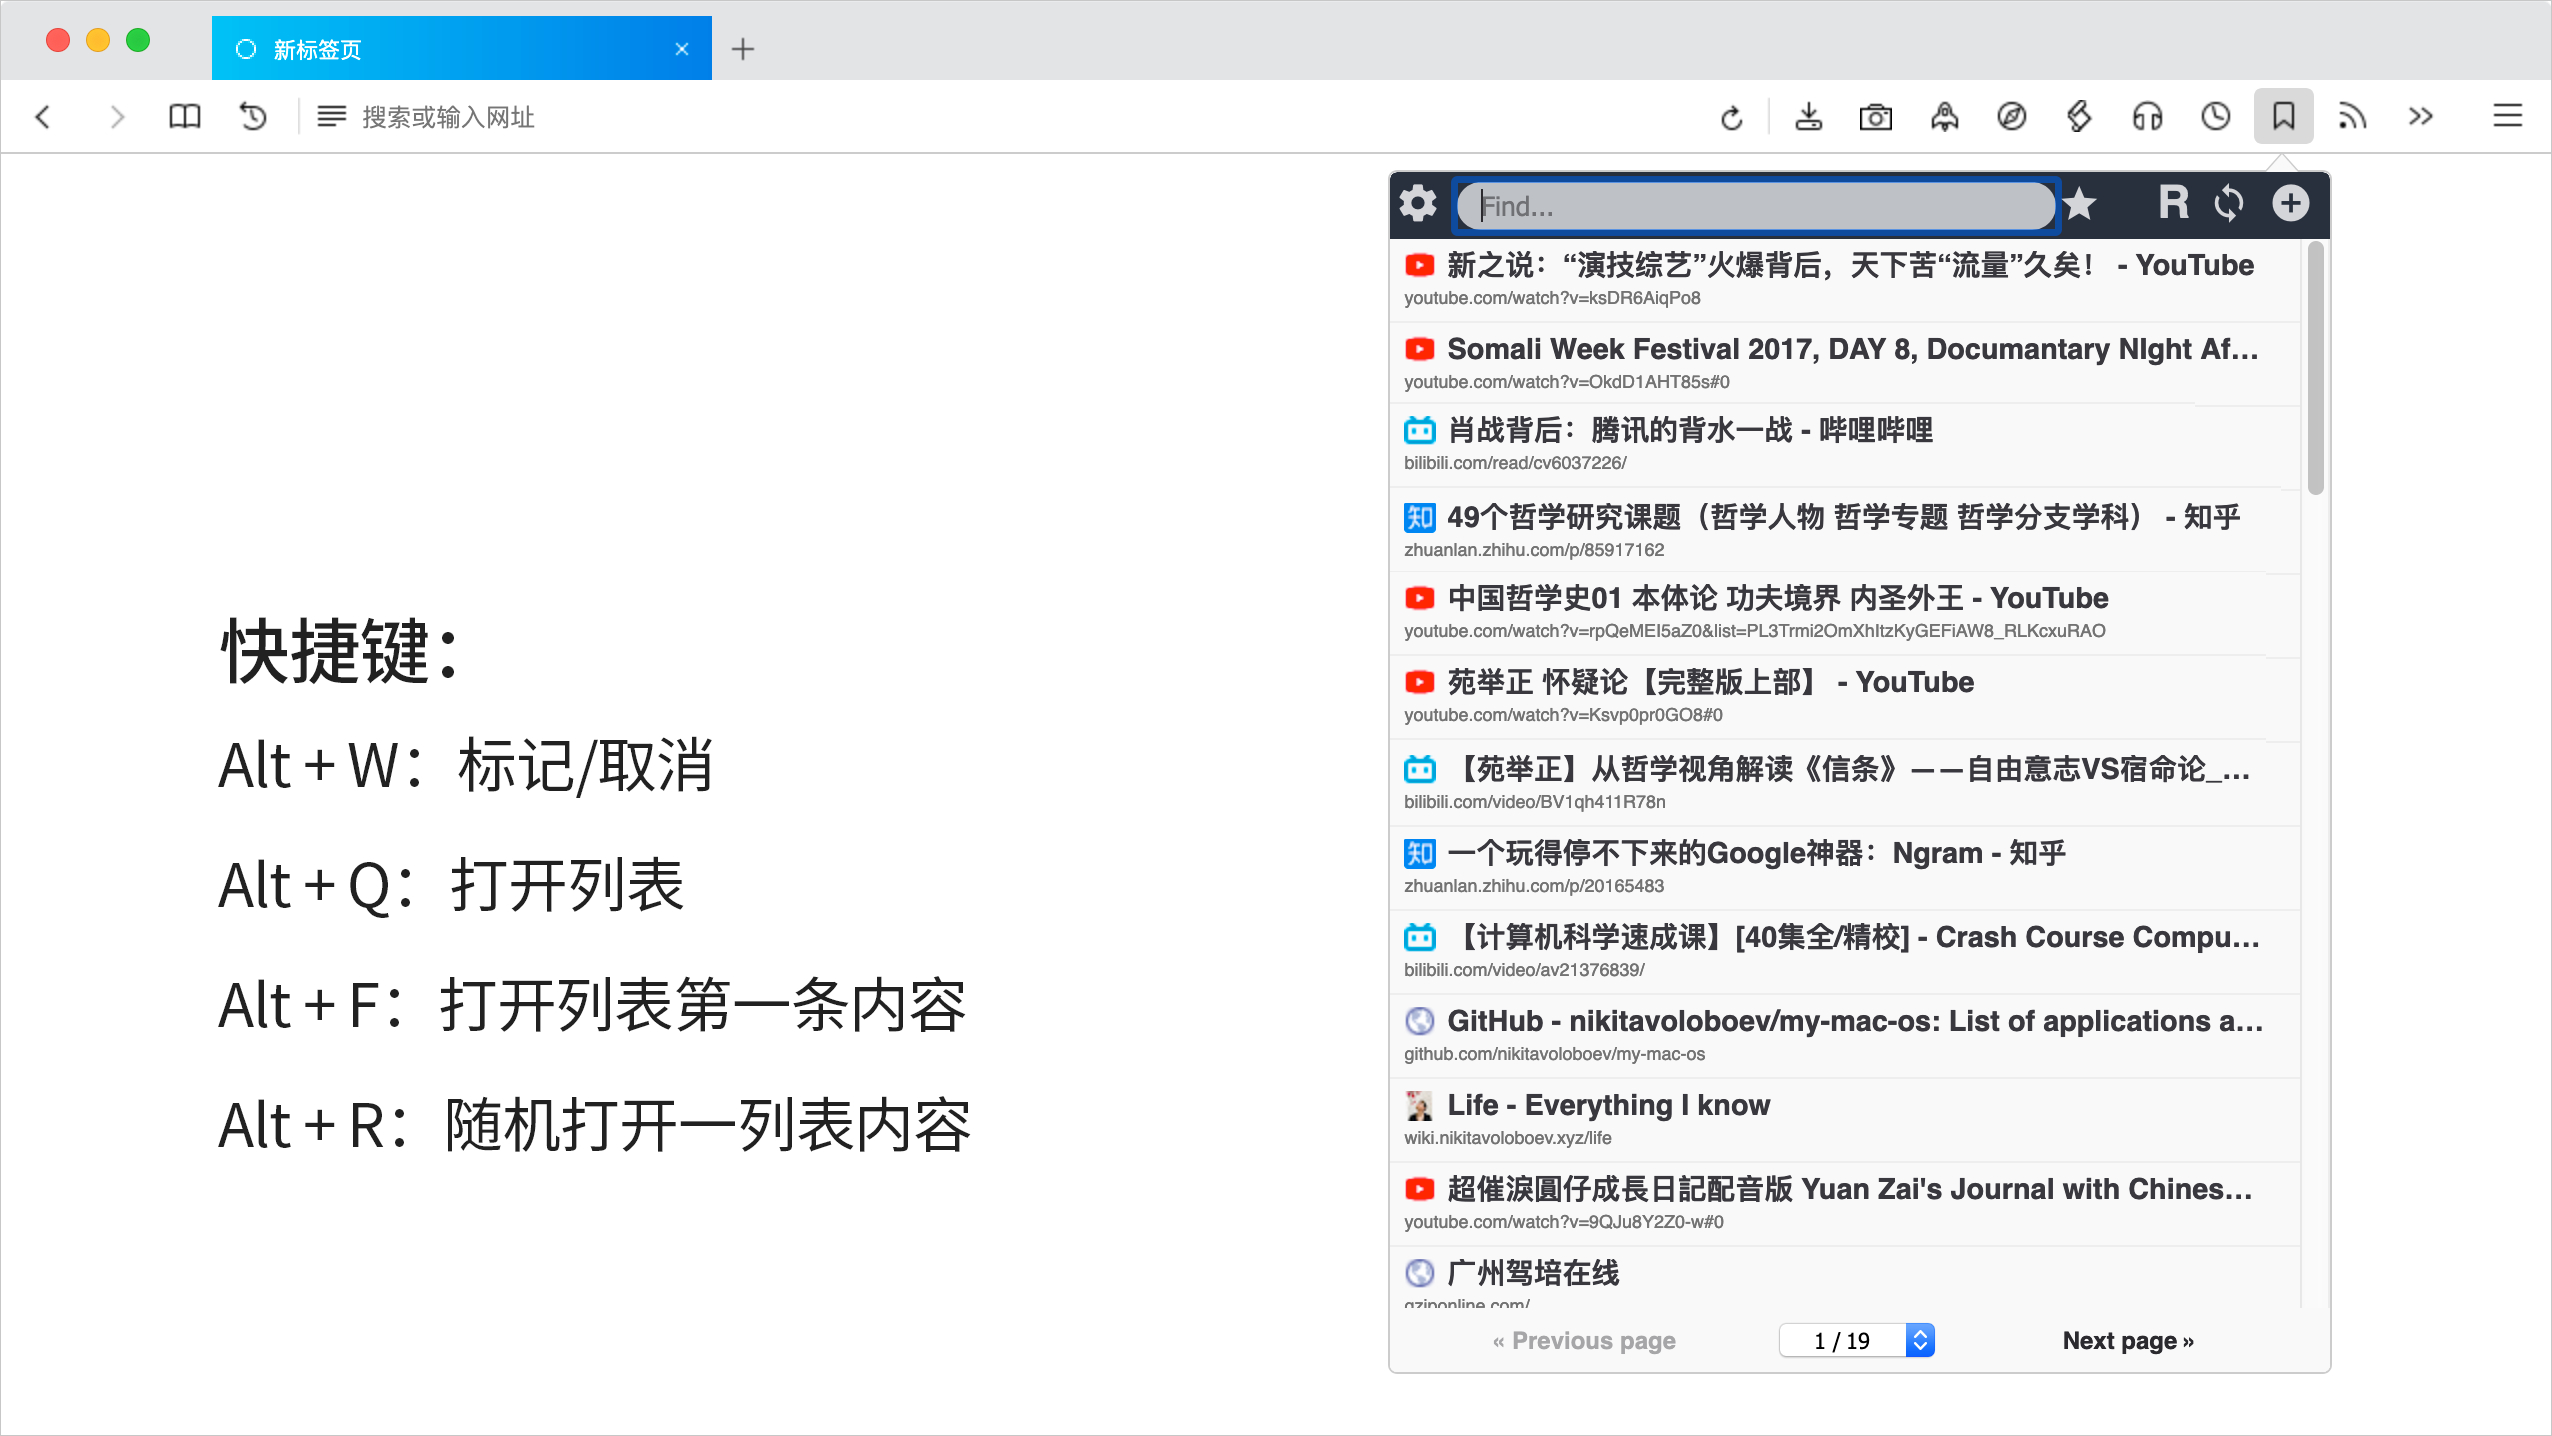 新标签页
搜索或输入网址
快捷键：
Alt + W：标记/取消
Alt + Q：打开列表
Alt + F：打开列表第一条内容
Alt + R：随机打开一列表内容
Find...
R
新之说：“演技综艺”火爆背后，天下苦“流量”久矣！ - YouTube
youtube.com/watch?v=ksDR6AiqPo8
Somali Week Festival 2017, DAY 8, Documantary NIght Af...
youtube.com/watch?v=OkdD1AHT85s#0
肖战背后：腾讯的背水一战 - 哔哩哔哩
bilibili.com/read/cv6037226/
知 49个哲学研究课题（哲学人物 哲学专题 哲学分支学科） - 知乎
zhuanlan.zhihu.com/p/85917162
中国哲学史01 本体论 功夫境界 内圣外王 - YouTube
youtube.com/watch?v=rpQeMEI5aZ0&list=PL3Trmi2OmXhItzKyGEFiAW8_RLKcxuRAO
苑举正 怀疑论【完整版上部】 - YouTube
youtube.com/watch?v=Ksvp0pr0GO8#0
【苑举正】从哲学视角解读《信条》——自由意志VS宿命论_...
bilibili.com/video/BV1qh411R78n
知 一个玩得停不下来的Google神器：Ngram - 知乎
zhuanlan.zhihu.com/p/20165483
【计算机科学速成课】[40集全/精校] - Crash Course Compu...
bilibili.com/video/av21376839/
GitHub - nikitavoloboev/my-mac-os: List of applications a...
github.com/nikitavoloboev/my-mac-os
Life - Everything I know
wiki.nikitavoloboev.xyz/life
超催淚圓仔成長日記配音版 Yuan Zai's Journal with Chines...
youtube.com/watch?v=9QJu8Y2Z0-w#0
广州驾培在线
« Previous page
1 / 19
Next page »